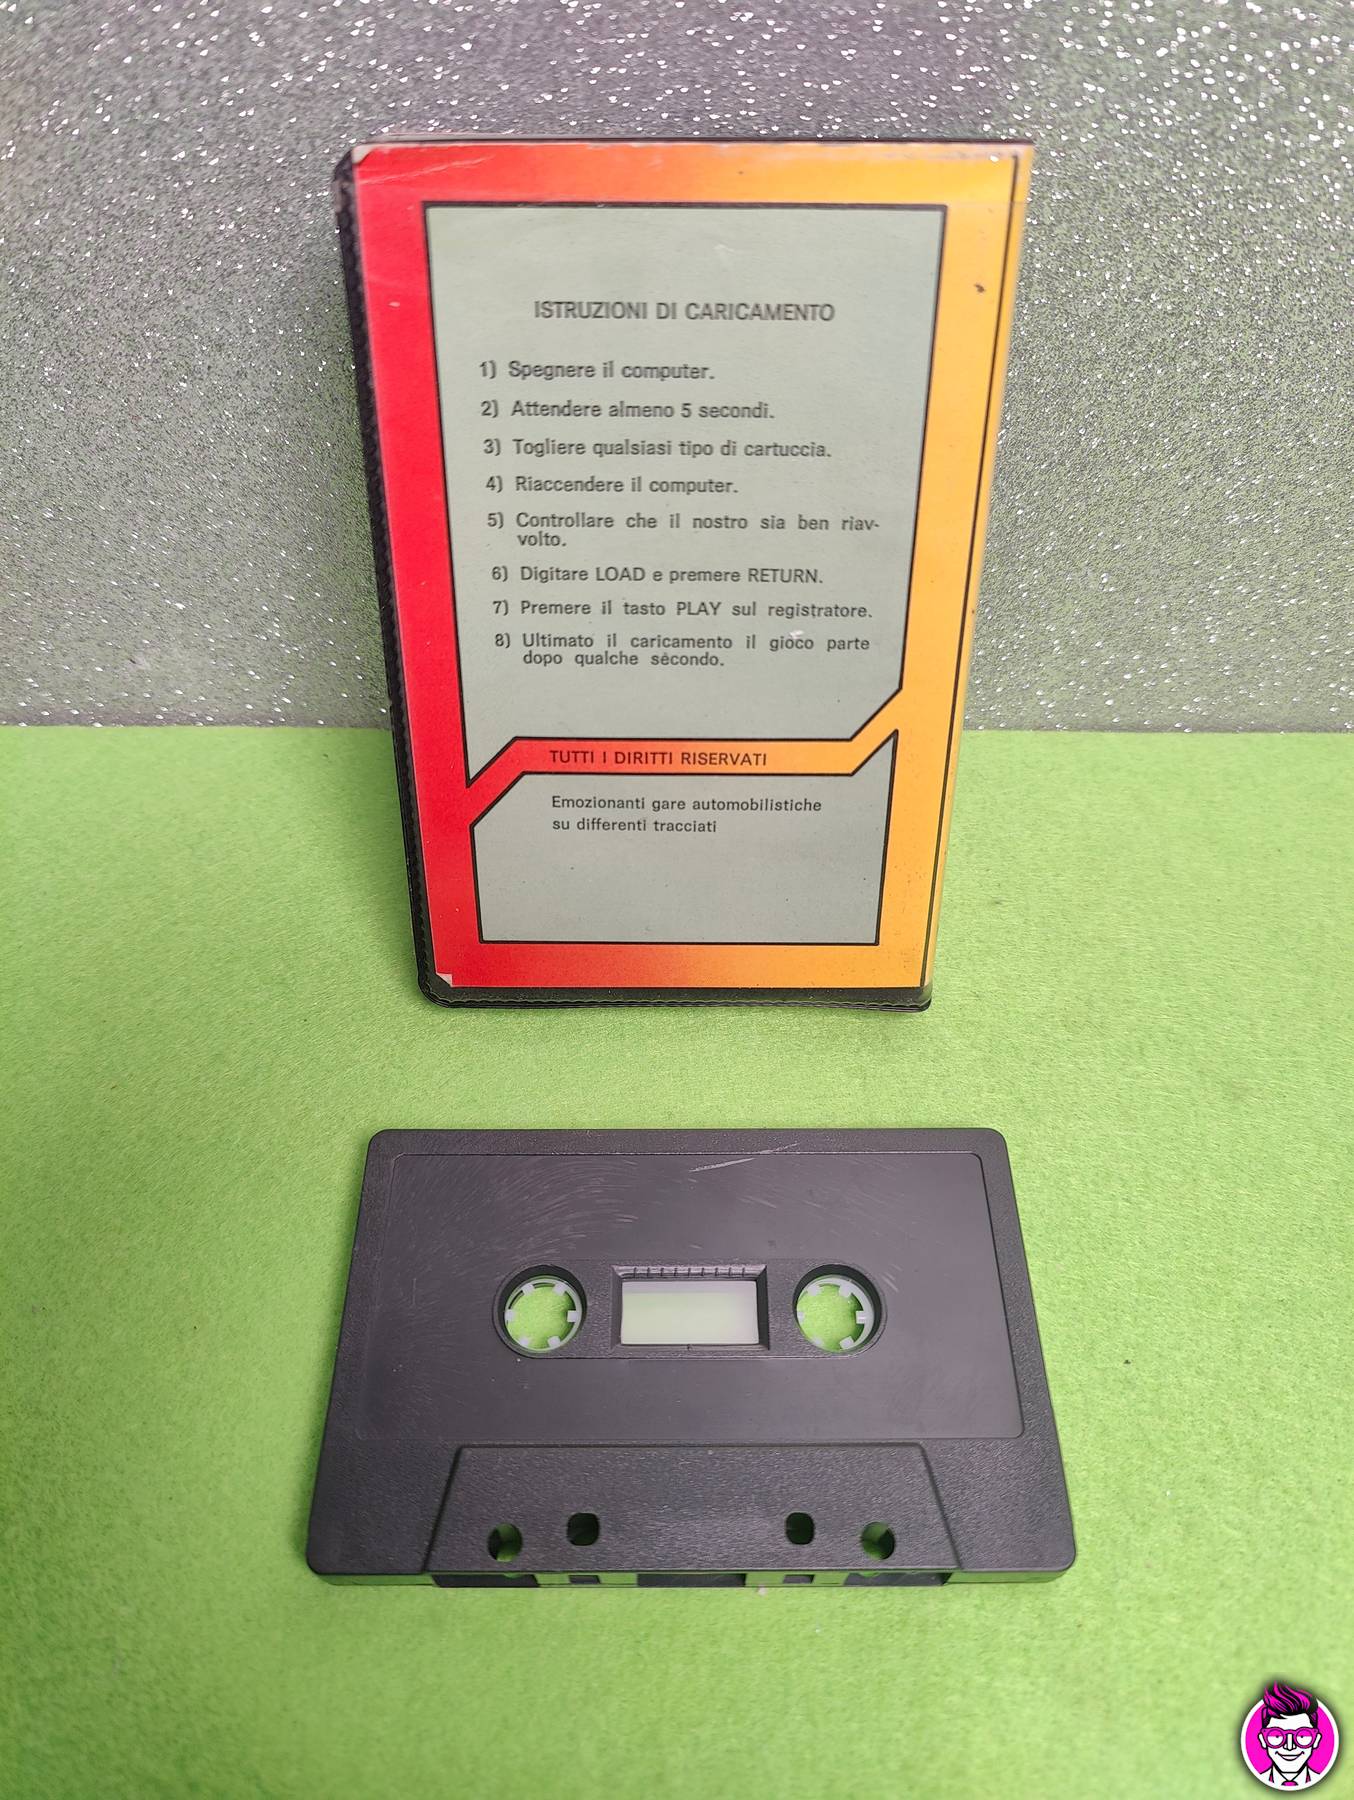 ISTRUZIONI DI CARICAMENTO
1) Spegnere il computer.
2) Attendere almeno 5 secondi.
3) Togliere qualsiasi tipo di cartuccia.
4) Riaccendere il computer.
5) Controllare che il nostro sia ben riav-
volto.
6) Digitare LOAD e premere RETURN.
7) Premere il tasto PLAY sul registratore.
8) Ultimato il caricamento il gioco parte
dopo qualche sècondo.
TUTTI I DIRITTI RISERVATI
Emozionanti gare automobilistiche
su differenti tracciati